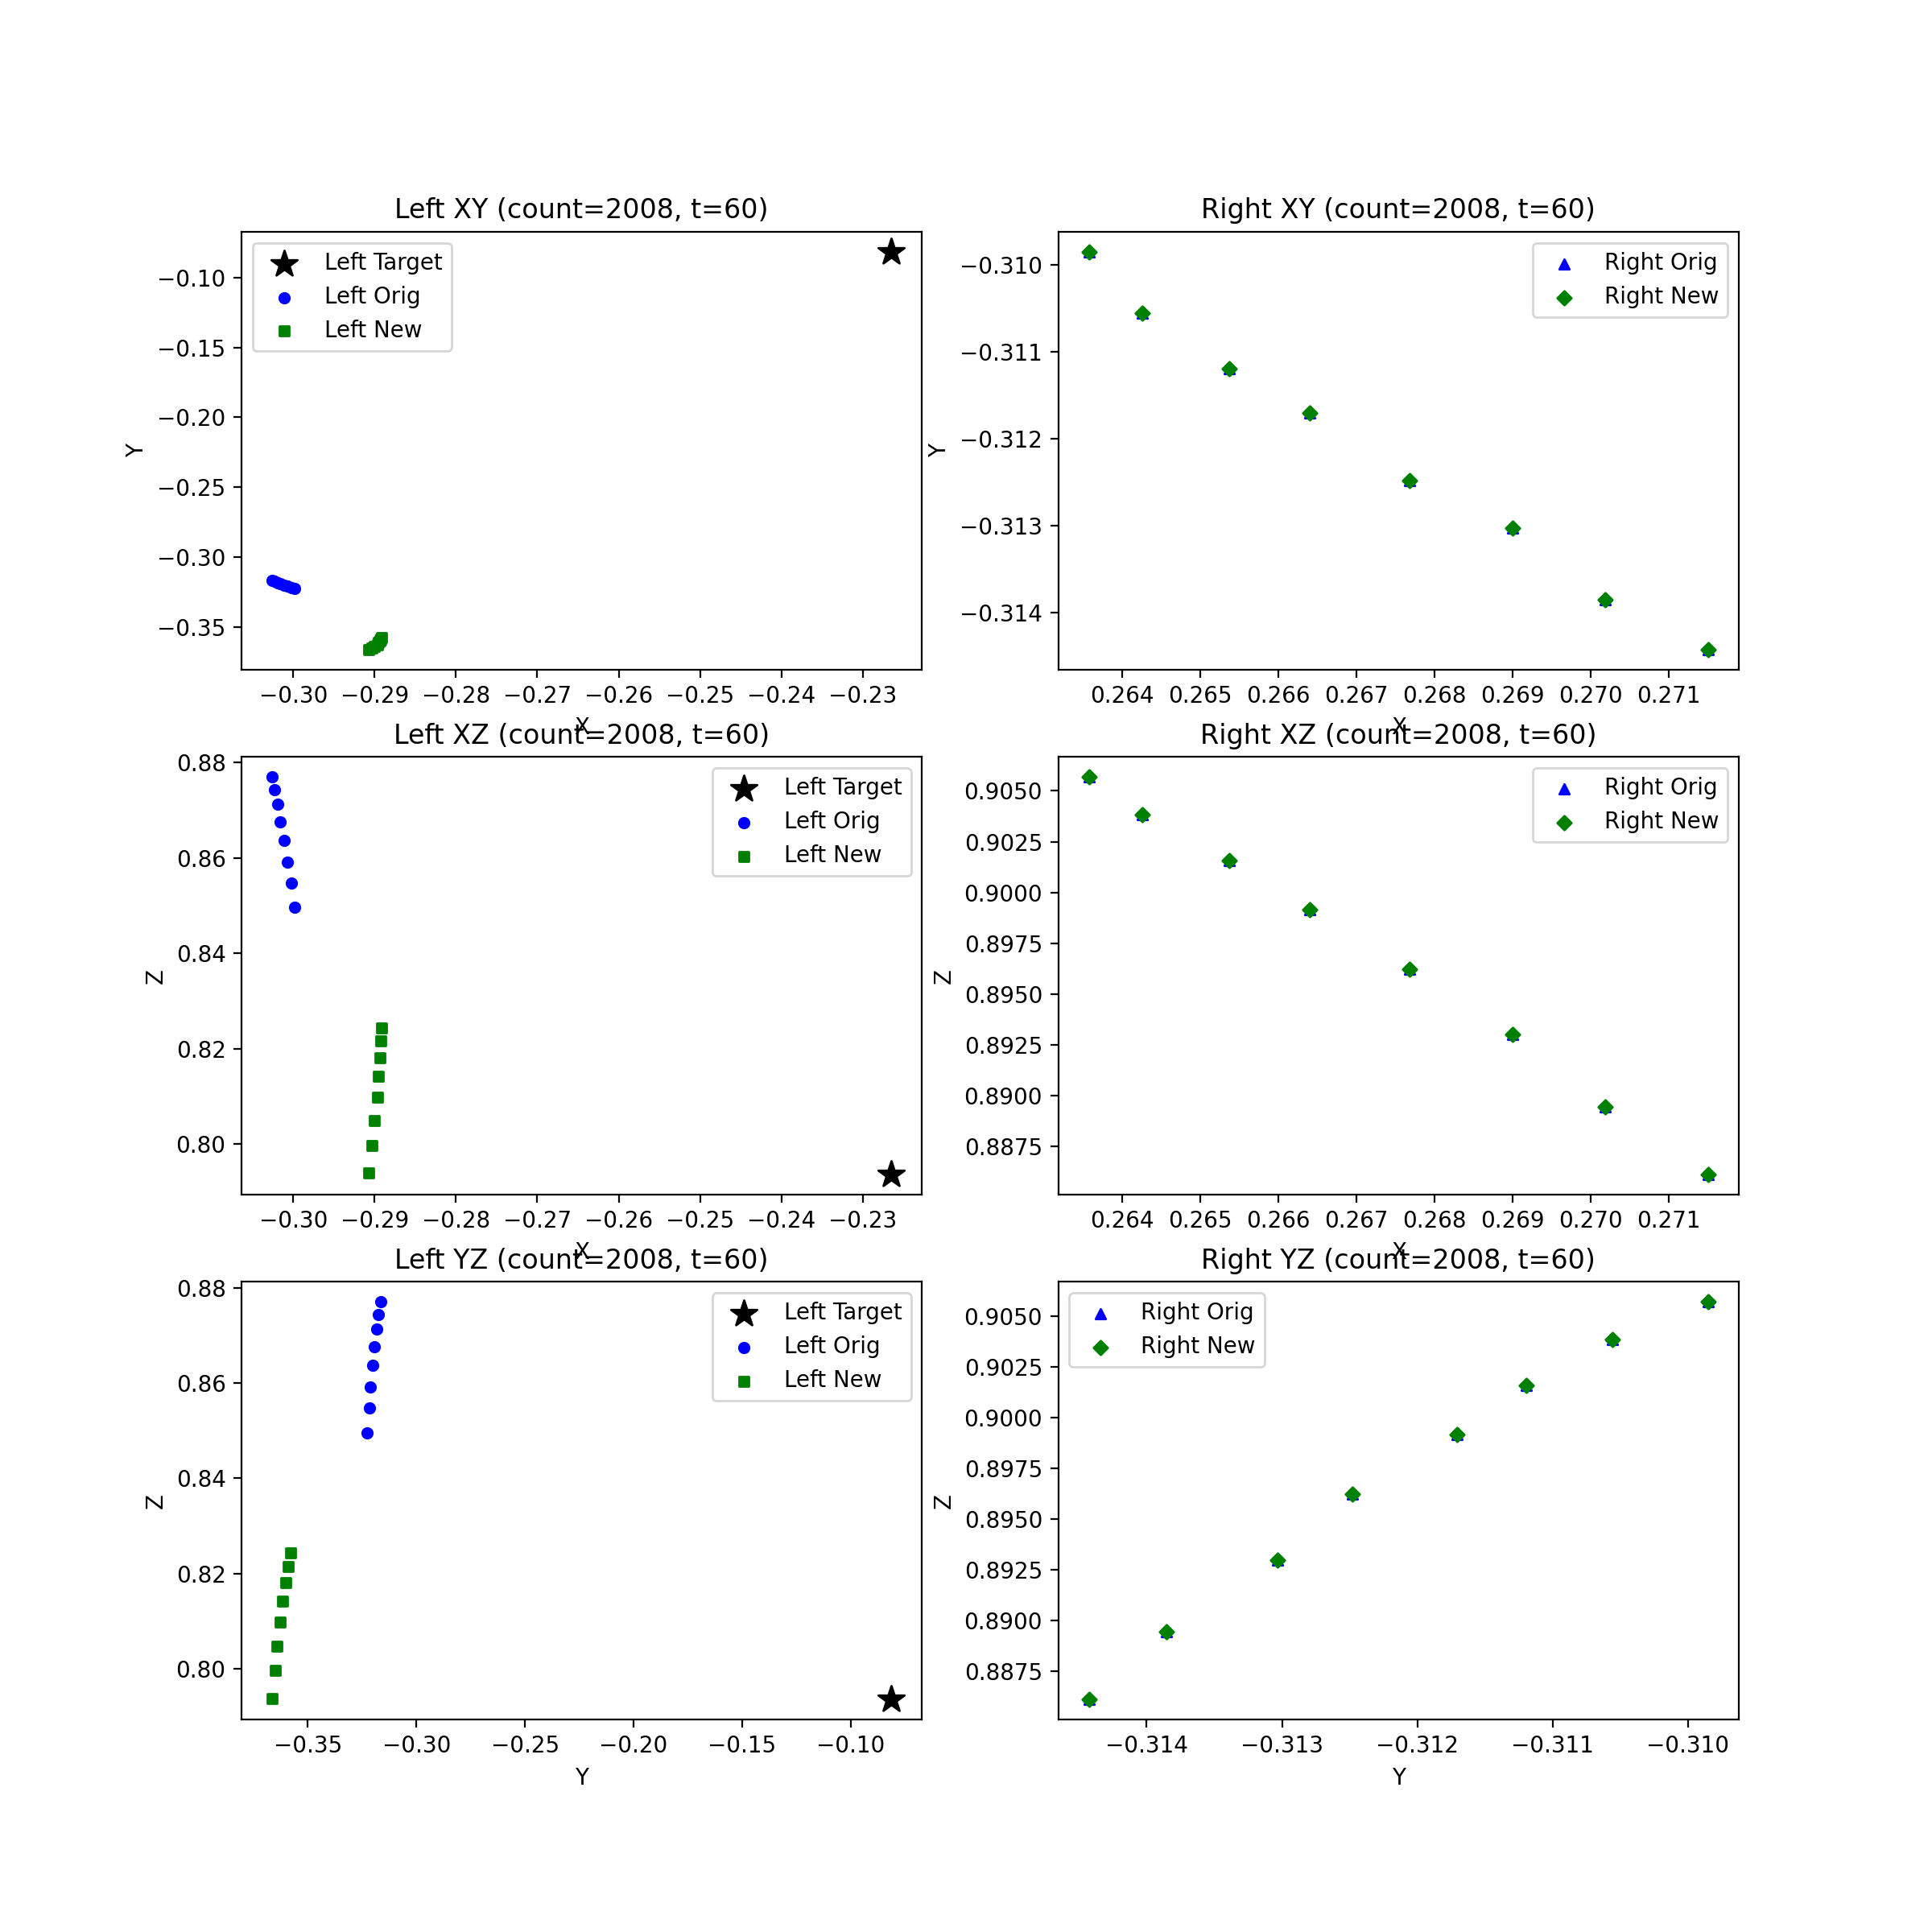 Left XY (count=2008, t=60)
Left Target
Left Orig
Left New
−0.10
−0.15
−0.20
−0.25
−0.30
−0.35
Y
−0.30 −0.29 −0.28 −0.27 −0.26 −0.25 −0.24 −0.23
X
Right XY (count=2008, t=60)
Right Orig
Right New
−0.310
−0.311
−0.312
−0.313
−0.314
Y
0.264 0.265 0.266 0.267 0.268 0.269 0.270 0.271
X
Left XZ (count=2008, t=60)
Left Target
Left Orig
Left New
0.88
0.86
0.84
0.82
0.80
Z
−0.30 −0.29 −0.28 −0.27 −0.26 −0.25 −0.24 −0.23
X
Right XZ (count=2008, t=60)
Right Orig
Right New
0.9050
0.9025
0.9000
0.8975
0.8950
0.8925
0.8900
0.8875
Z
0.264 0.265 0.266 0.267 0.268 0.269 0.270 0.271
X
Left YZ (count=2008, t=60)
Left Target
Left Orig
Left New
0.88
0.86
0.84
0.82
0.80
Z
−0.35 −0.30 −0.25 −0.20 −0.15 −0.10
Y
Right YZ (count=2008, t=60)
Right Orig
Right New
0.9050
0.9025
0.9000
0.8975
0.8950
0.8925
0.8900
0.8875
Z
−0.314 −0.313 −0.312 −0.311 −0.310
Y